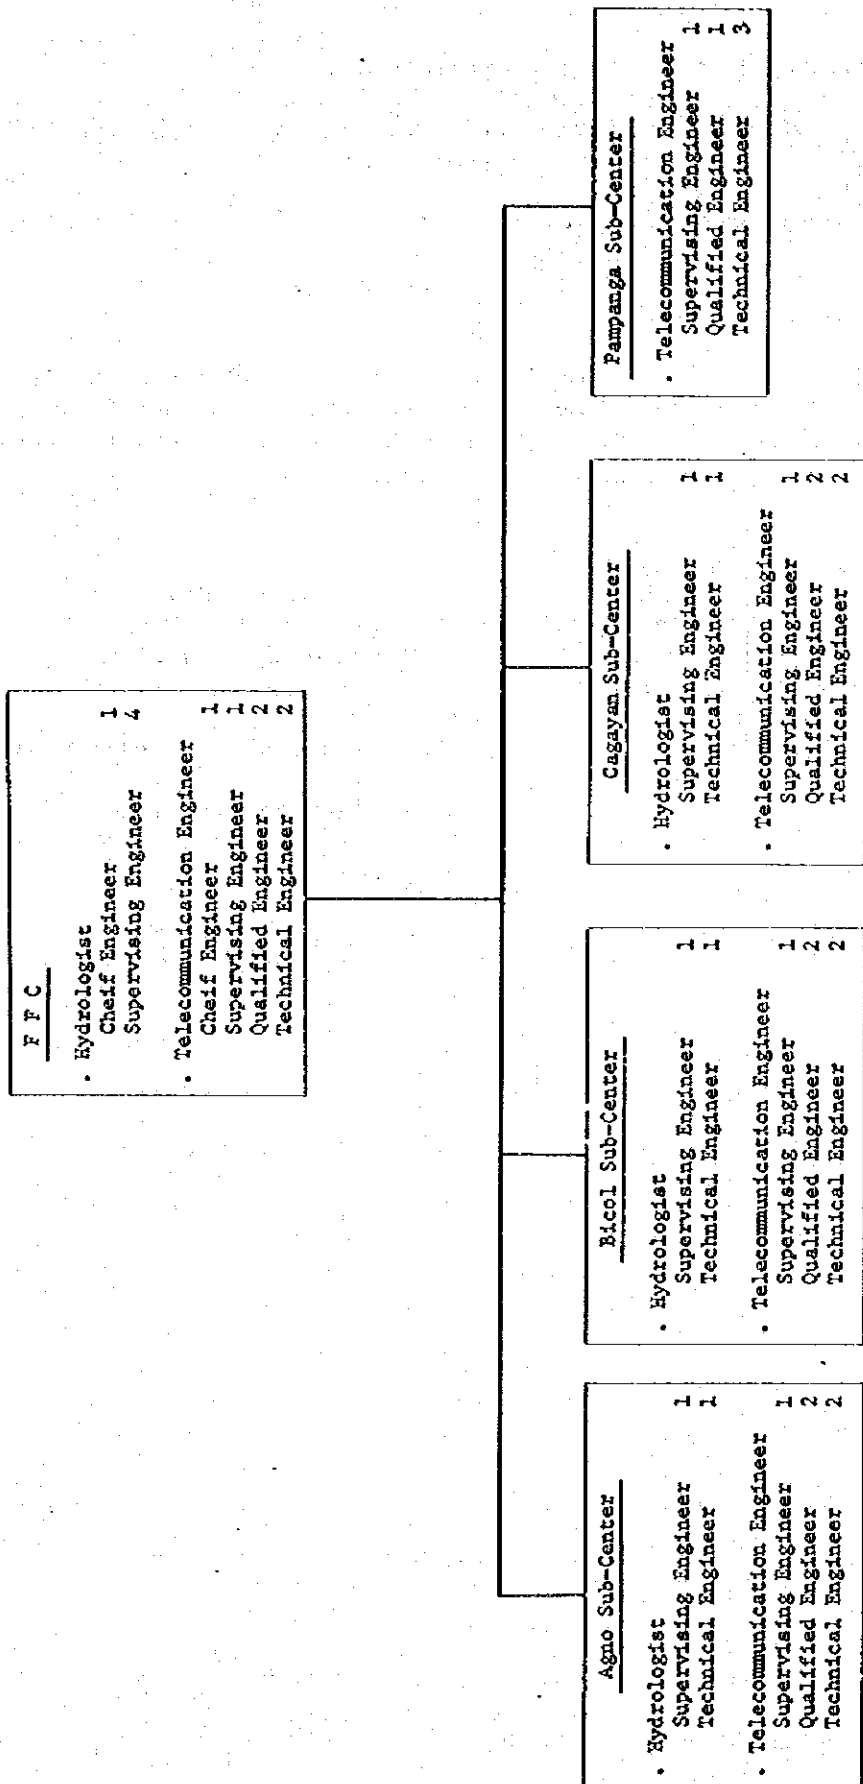 F F C
. Hydrologist
Cheif Engineer 1
Supervising Engineer 4
. Telecommunication Engineer
Cheif Engineer 1
Supervising Engineer 1
Qualified Engineer 2
Technical Engineer 2
Agno Sub-Center
. Hydrologist
Supervising Engineer 1
Technical Engineer 1
. Telecommunication Engineer
Supervising Engineer 1
Qualified Engineer 2
Technical Engineer 2
Bicol Sub-Center
. Hydrologist
Supervising Engineer 1
Technical Engineer 1
. Telecommunication Engineer
Supervising Engineer 1
Qualified Engineer 2
Technical Engineer 2
Cagayan Sub-Center
. Hydrologist
Supervising Engineer 1
Technical Engineer 1
. Telecommunication Engineer
Supervising Engineer 1
Qualified Engineer 2
Technical Engineer 2
Pampanga Sub-Center
. Telecommunication Engineer
Supervising Engineer 1
Qualified Engineer 1
Technical Engineer 3